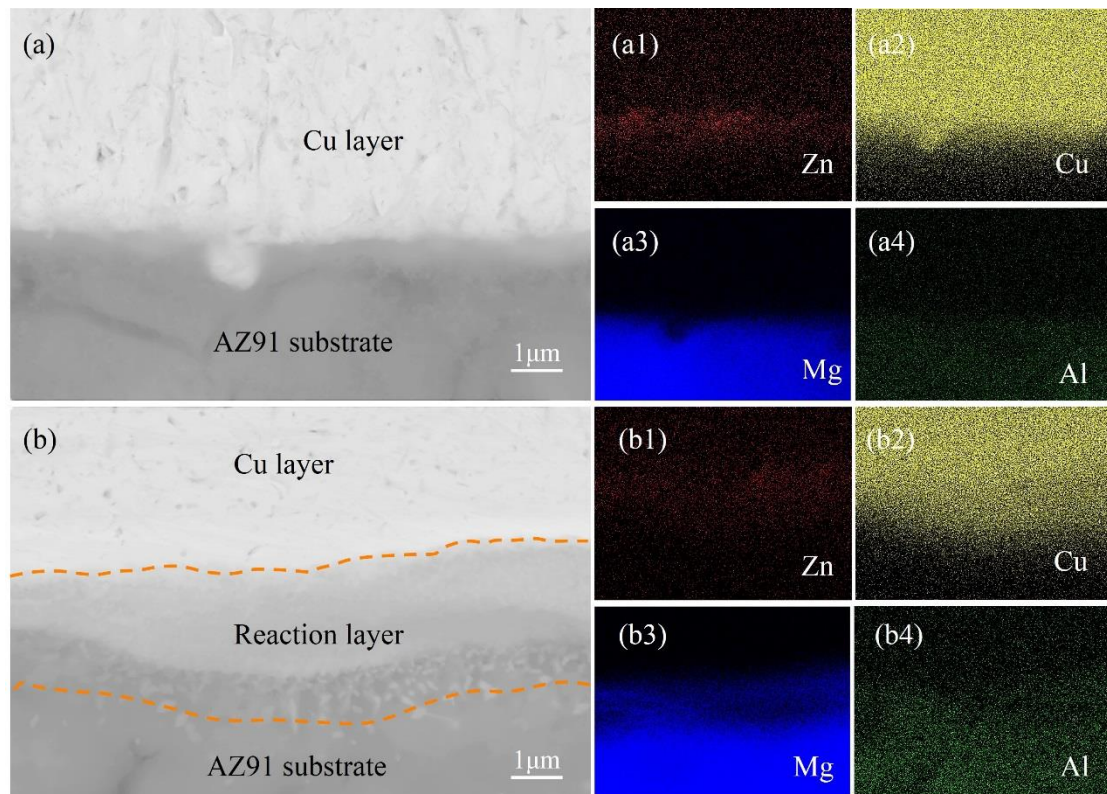 (a)
Cu layer
AZ91 substrate
1μm
(a1)
Zn
(a2)
Cu
(a3)
Mg
(a4)
Al
(b)
Cu layer
Reaction layer
AZ91 substrate
1μm
(b1)
Zn
(b2)
Cu
(b3)
Mg
(b4)
Al